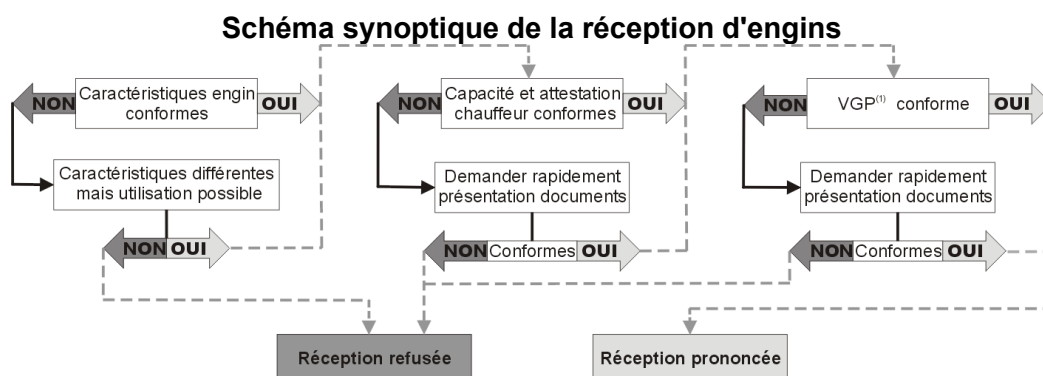 Schéma synoptique de la réception d'engins
NON Caractéristiques engin conformes OUI
NON Capacité et attestation chauffeur conformes OUI
NON VGP(1) conforme OUI
Caractéristiques différentes mais utilisation possible
Demander rapidement présentation documents
Demander rapidement présentation documents
NON OUI
NON Conformes OUI
NON Conformes OUI
Réception refusée
Réception prononcée